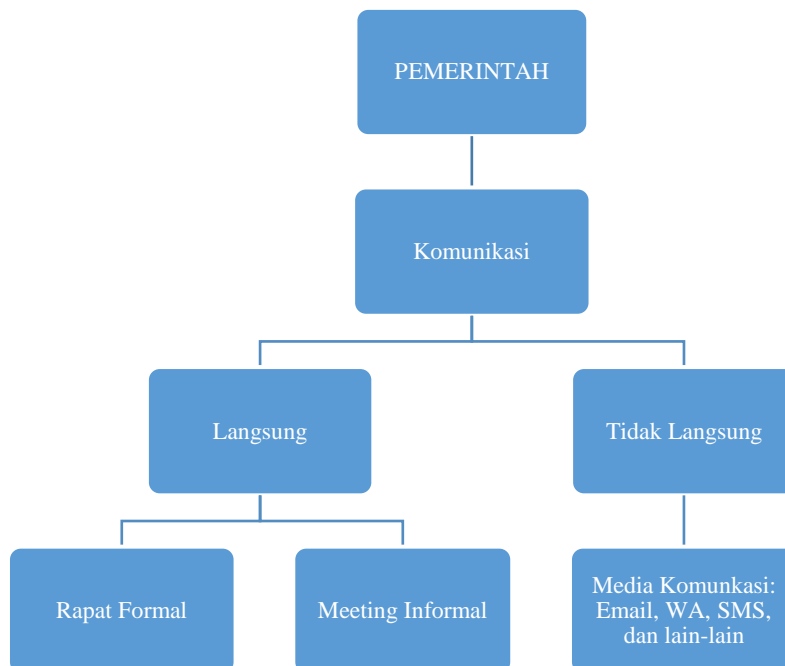 PEMERINTAH
Komunikasi
Langsung
Tidak Langsung
Rapat Formal
Meeting Informal
Media Komunkasi:
Email, WA, SMS,
dan lain-lain